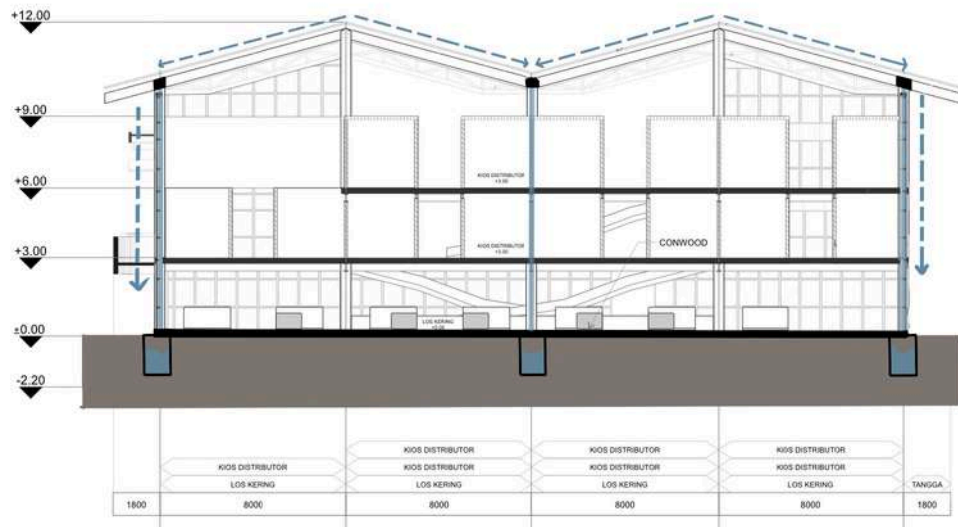 +12.00
+9.00
+6.00
+3.00
±0.00
-2.20
KIOS DISTRIBUTOR
KIOS DISTRIBUTOR
CONWOOD
LOS KERING
KIOS DISTRIBUTOR KIOS DISTRIBUTOR KIOS DISTRIBUTOR
KIOS DISTRIBUTOR KIOS DISTRIBUTOR KIOS DISTRIBUTOR KIOS DISTRIBUTOR
LOS KERING LOS KERING LOS KERING LOS KERING TANGGA
1800 8000 8000 8000 8000 1800